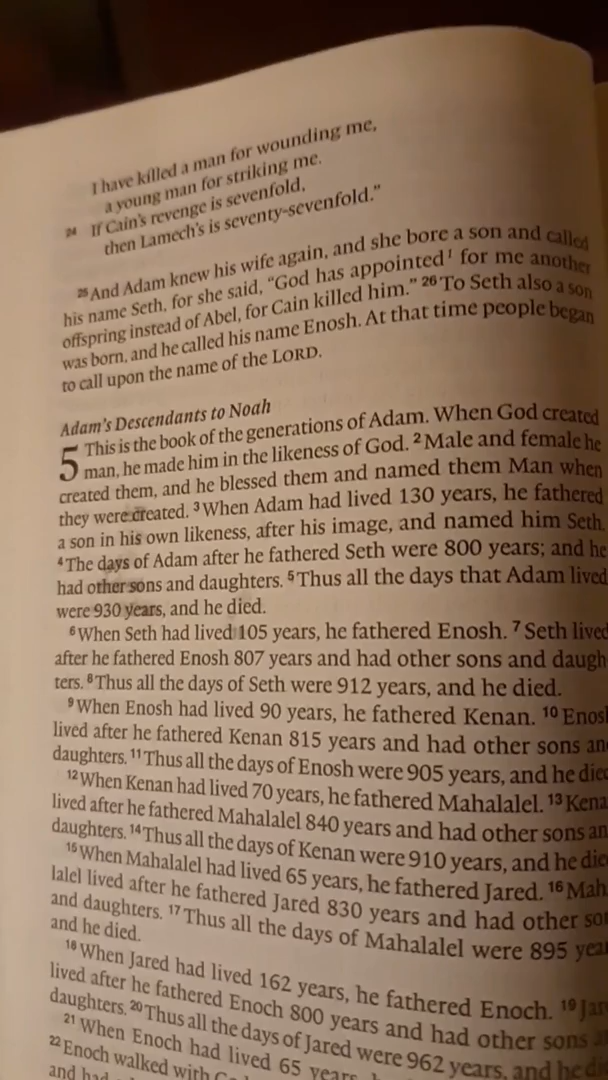 I have killed a man for wounding me,
a young man for striking me.
24 If Cain's revenge is sevenfold,
then Lamech's is seventy-sevenfold."
25 And Adam knew his wife again, and she bore a son and called
his name Seth, for she said, "God has appointed¹ for me another
offspring instead of Abel, for Cain killed him." 26 To Seth also a son
was born, and he called his name Enosh. At that time people began
to call upon the name of the LORD.
Adam's Descendants to Noah
5 This is the book of the generations of Adam. When God created
man, he made him in the likeness of God. 2 Male and female he
created them, and he blessed them and named them Man when
they were created. 3 When Adam had lived 130 years, he fathered
a son in his own likeness, after his image, and named him Seth.
4 The days of Adam after he fathered Seth were 800 years; and he
had other sons and daughters. 5 Thus all the days that Adam lived
were 930 years, and he died.
6 When Seth had lived 105 years, he fathered Enosh. 7 Seth lived
after he fathered Enosh 807 years and had other sons and daugh
ters. 8 Thus all the days of Seth were 912 years, and he died.
9 When Enosh had lived 90 years, he fathered Kenan. 10 Enos
lived after he fathered Kenan 815 years and had other sons an
daughters. 11 Thus all the days of Enosh were 905 years, and he died
12 When Kenan had lived 70 years, he fathered Mahalalel. 13 Kena
lived after he fathered Mahalalel 840 years and had other sons an
daughters. 14 Thus all the days of Kenan were 910 years, and he die
15 When Mahalalel had lived 65 years, he fathered Jared. 16 Mah
lalel lived after he fathered Jared 830 years and had other son
and daughters. 17 Thus all the days of Mahalalel were 895 year
and he died.
18 When Jared had lived 162 years, he fathered Enoch. 19 Jar
lived after he fathered Enoch 800 years and had other sons
daughters. 20 Thus all the days of Jared were 962 years, and he di
21 When Enoch had lived 65 years,
22 Enoch walked with
and had